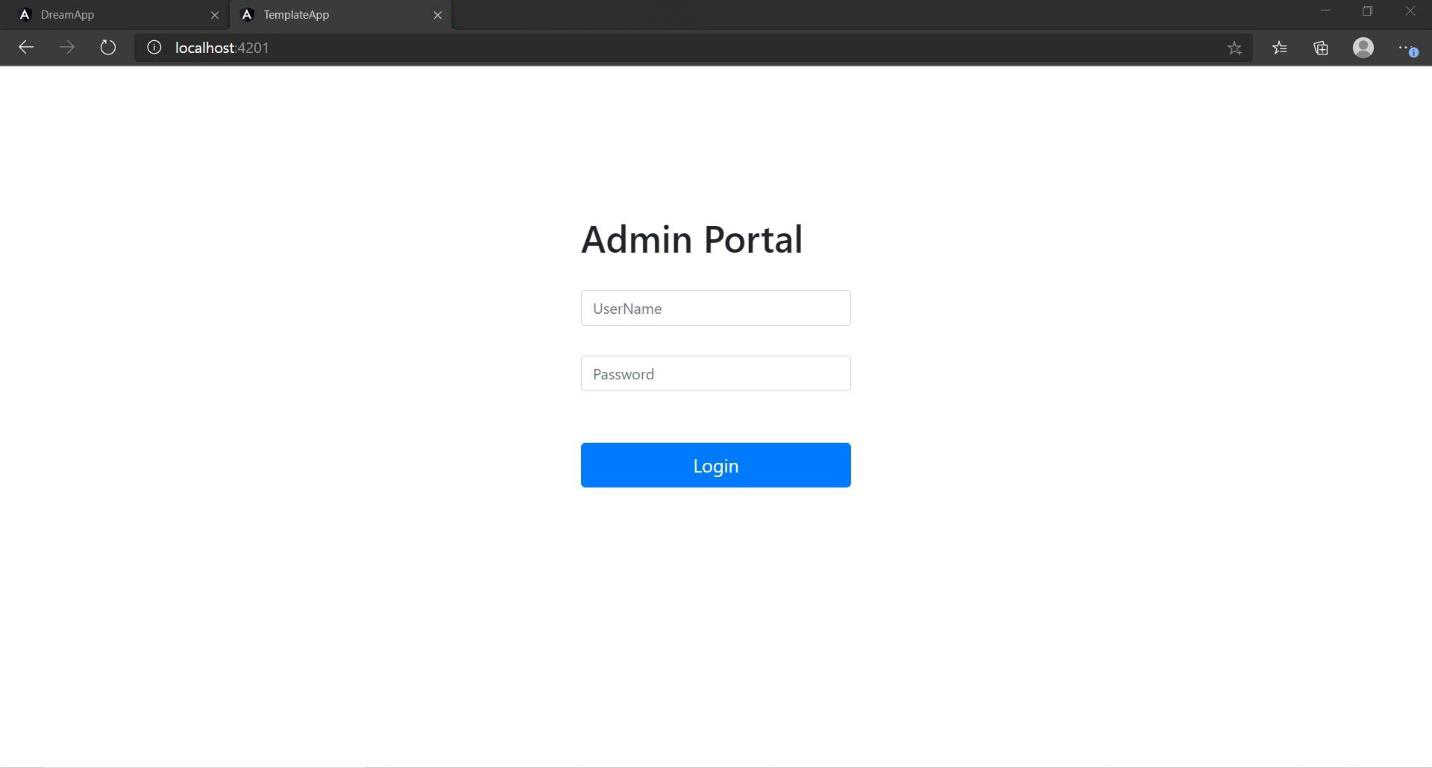 DreamApp
TemplateApp
localhost:4201
Admin Portal
UserName
Password
Login